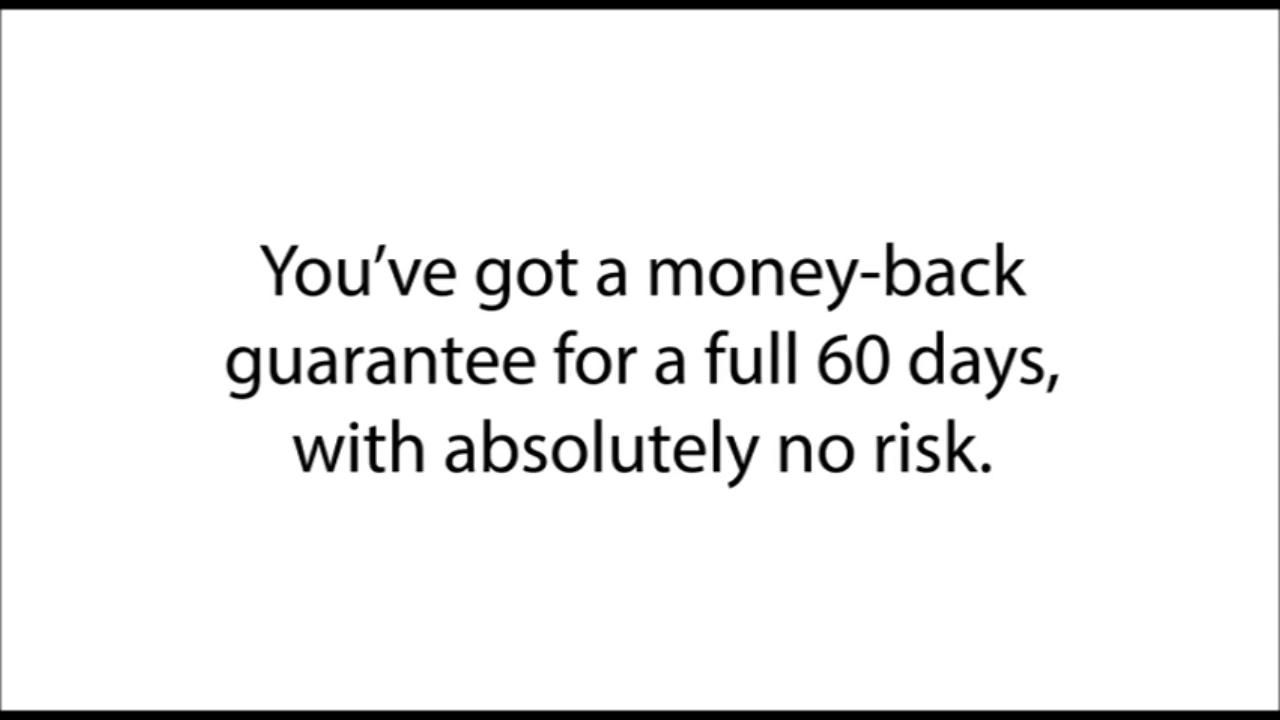 You’ve got a money-back
guarantee for a full 60 days,
with absolutely no risk.